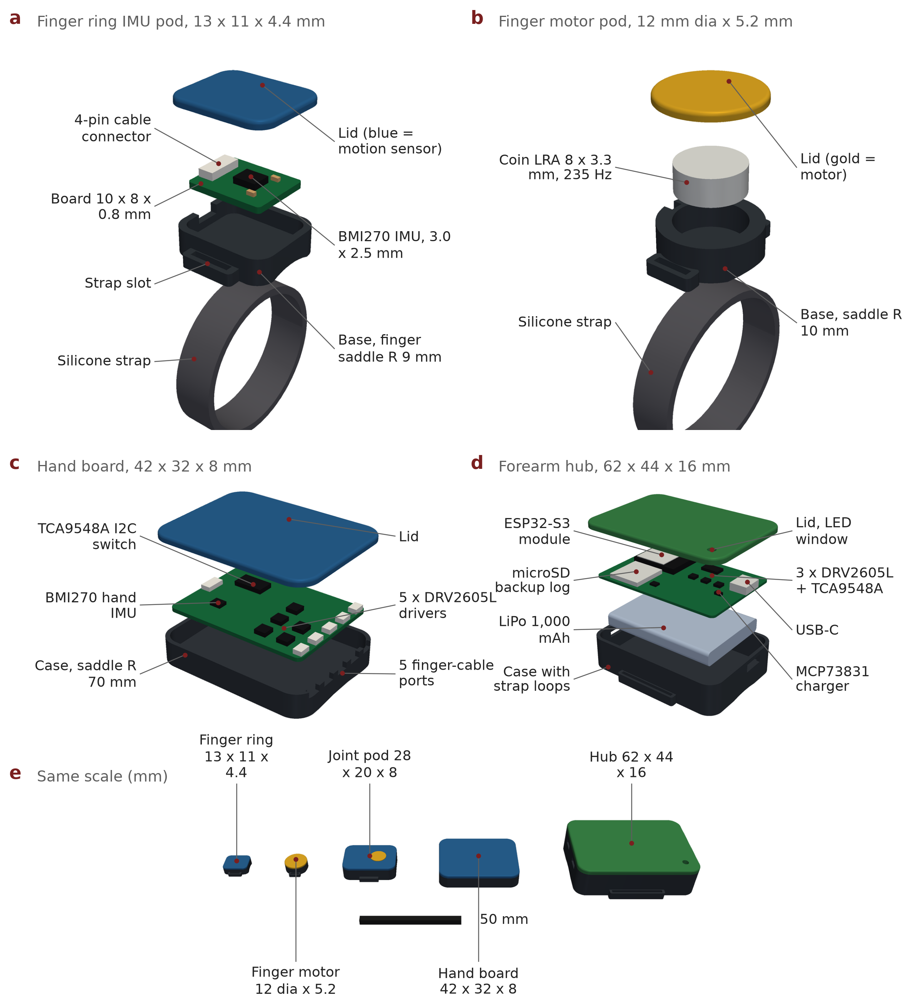 a Finger ring IMU pod, 13 x 11 x 4.4 mm
4-pin cable
connector
Lid (blue =
motion sensor)
Board 10 x 8 x
0.8 mm
BMI270 IMU, 3.0
x 2.5 mm
Strap slot
Base, finger
saddle R 9 mm
Silicone strap
b Finger motor pod, 12 mm dia x 5.2 mm
Coin LRA 8 x 3.3
mm, 235 Hz
Lid (gold =
motor)
Silicone strap
Base, saddle R
10 mm
c Hand board, 42 x 32 x 8 mm
TCA9548A I2C
switch
Lid
BMI270 hand
IMU
5 x DRV2605L
drivers
Case, saddle R
70 mm
5 finger-cable
ports
d Forearm hub, 62 x 44 x 16 mm
ESP32-S3
module
Lid, LED
window
microSD
backup log
3 x DRV2605L
+ TCA9548A
LiPo 1,000
mAh
USB-C
Case with
strap loops
MCP73831
charger
e Same scale (mm)
Finger ring
13 x 11 x
4.4
Joint pod 28
x 20 x 8
Hub 62 x 44
x 16
50 mm
Finger motor
12 dia x 5.2
Hand board
42 x 32 x 8